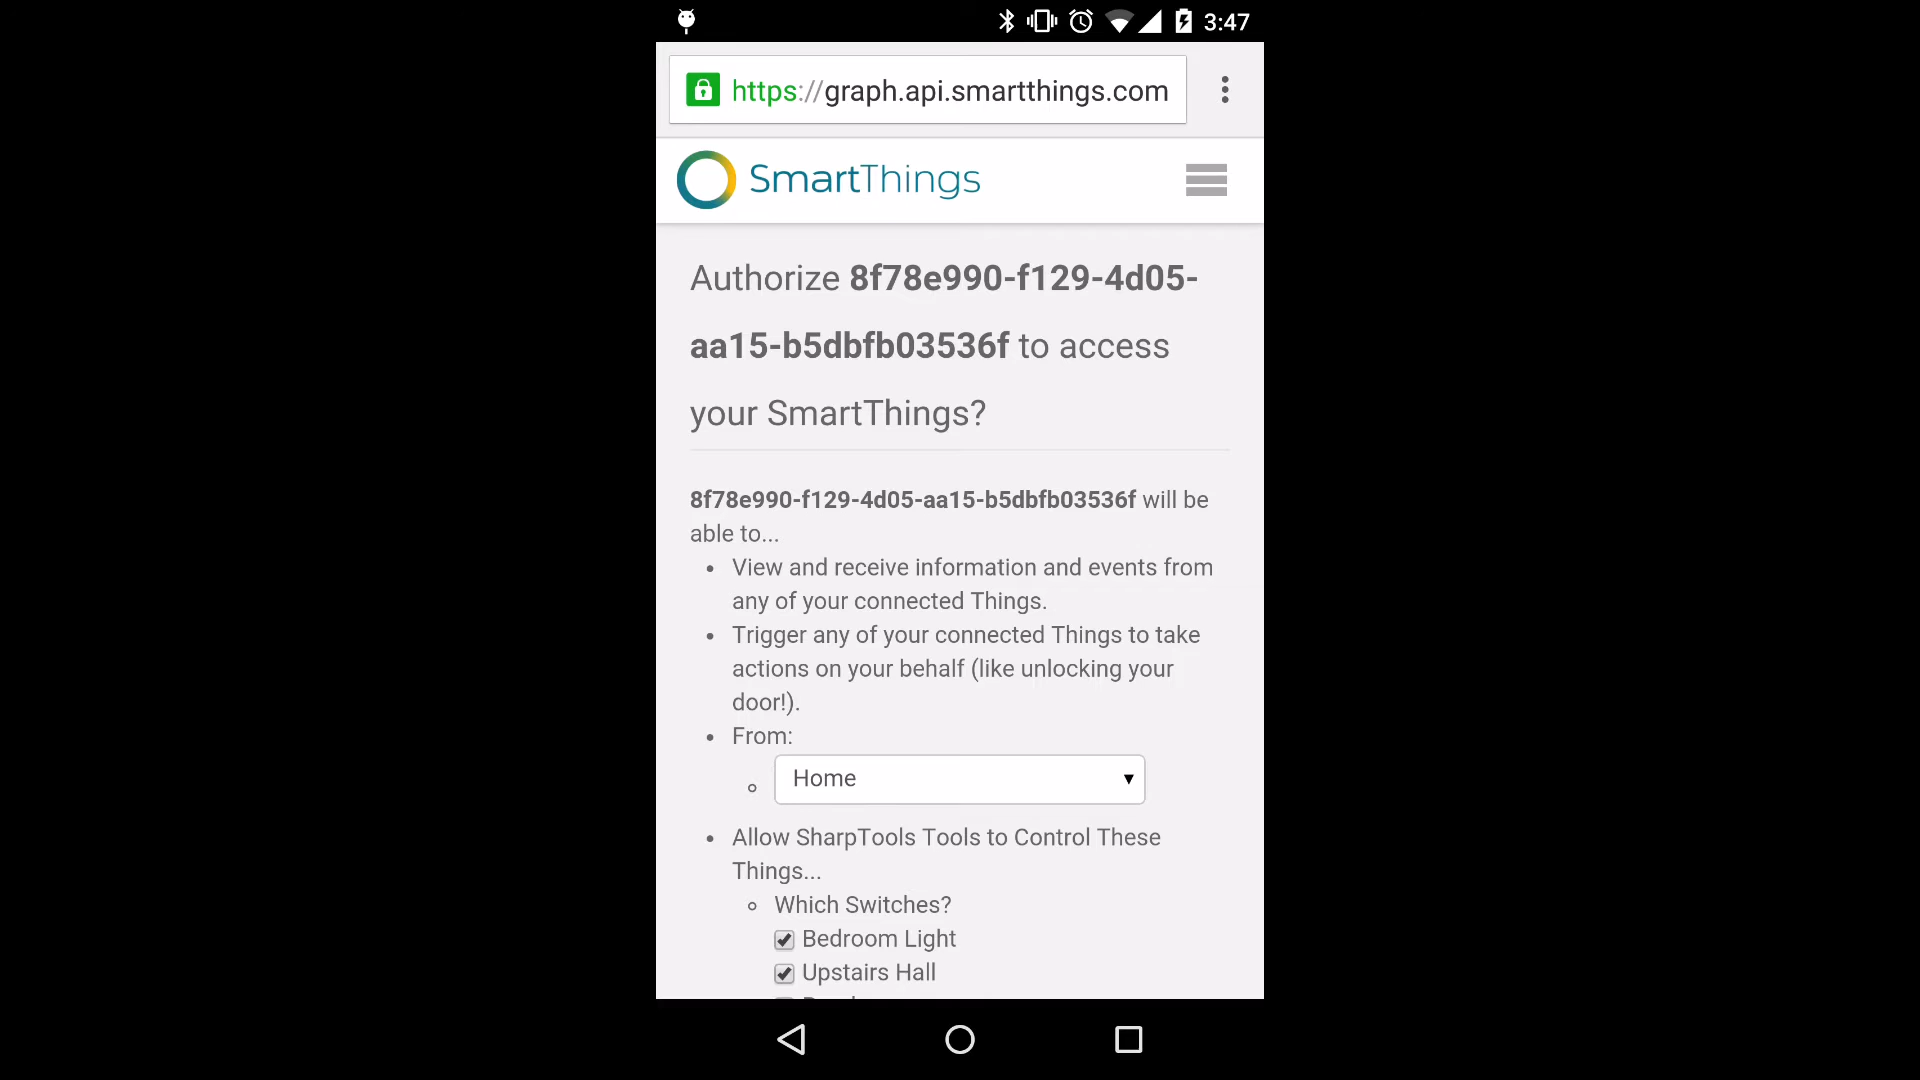 3:47
https://graph.api.smartthings.com
SmartThings
Authorize 8f78e990-f129-4d05-
aa15-b5dbfb03536f to access
your SmartThings?
8f78e990-f129-4d05-aa15-b5dbfb03536f will be
able to...
View and receive information and events from
any of your connected Things.
Trigger any of your connected Things to take
actions on your behalf (like unlocking your
door!).
From:
Home
Allow SharpTools Tools to Control These
Things...
Which Switches?
Bedroom Light
Upstairs Hall